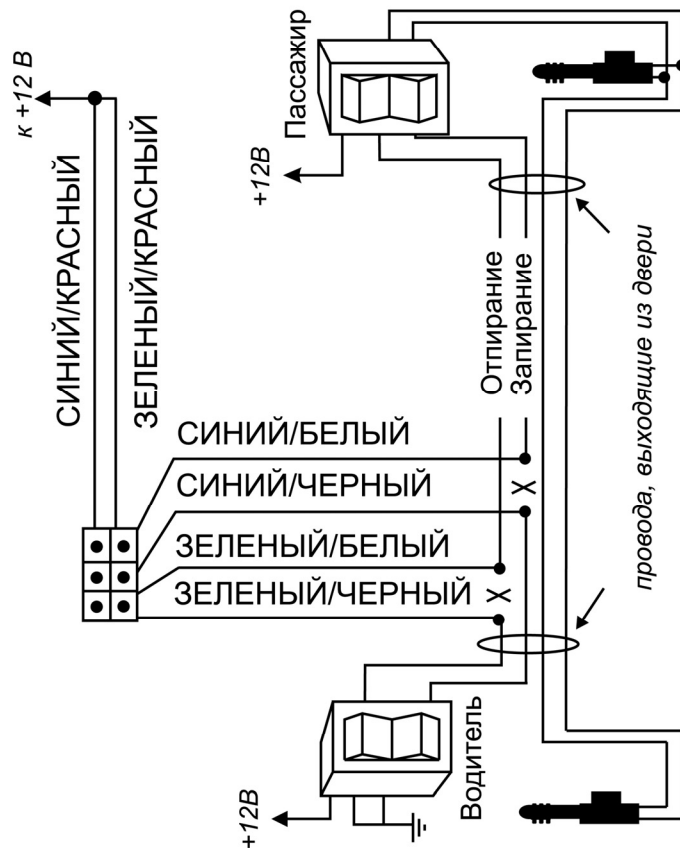 к +12 В
СИНИЙ/КРАСНЫЙ
ЗЕЛЕНЫЙ/КРАСНЫЙ
Пассажир
+12В
Отпирание
Запирание
провода, выходящие из двери
СИНИЙ/БЕЛЫЙ
СИНИЙ/ЧЕРНЫЙ
ЗЕЛЕНЫЙ/БЕЛЫЙ
ЗЕЛЕНЫЙ/ЧЕРНЫЙ
Водитель
+12В